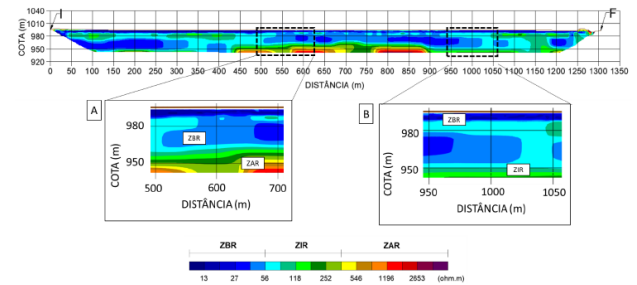 I
F
1040
1010
980
950
920
COTA (m)
0 50 100 150 200 250 300 350 400 450 500 550 600 650 700 750 800 850 900 950 1000 1050 1100 1150 1200 1250 1300 1350
DISTÂNCIA (m)
A
980
950
COTA (m)
ZBR
ZAR
500 600 700
DISTÂNCIA (m)
B
980
950
COTA (m)
ZBR
ZIR
950 1000 1050
DISTÂNCIA (m)
ZBR ZIR ZAR
13 27 56 118 252 546 1196 2653 (ohm.m)